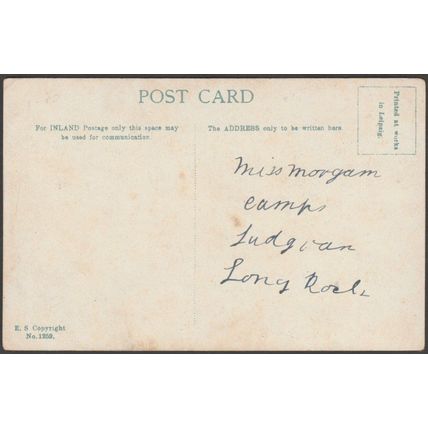 POST CARD
For INLAND Postage only this space may
be used for communication.
The ADDRESS only to be written here
Printed at works
in Leipzig.
Miss Morgam
camps
Ludgvan
Long Rock
E. S Copyright
No. 1259.